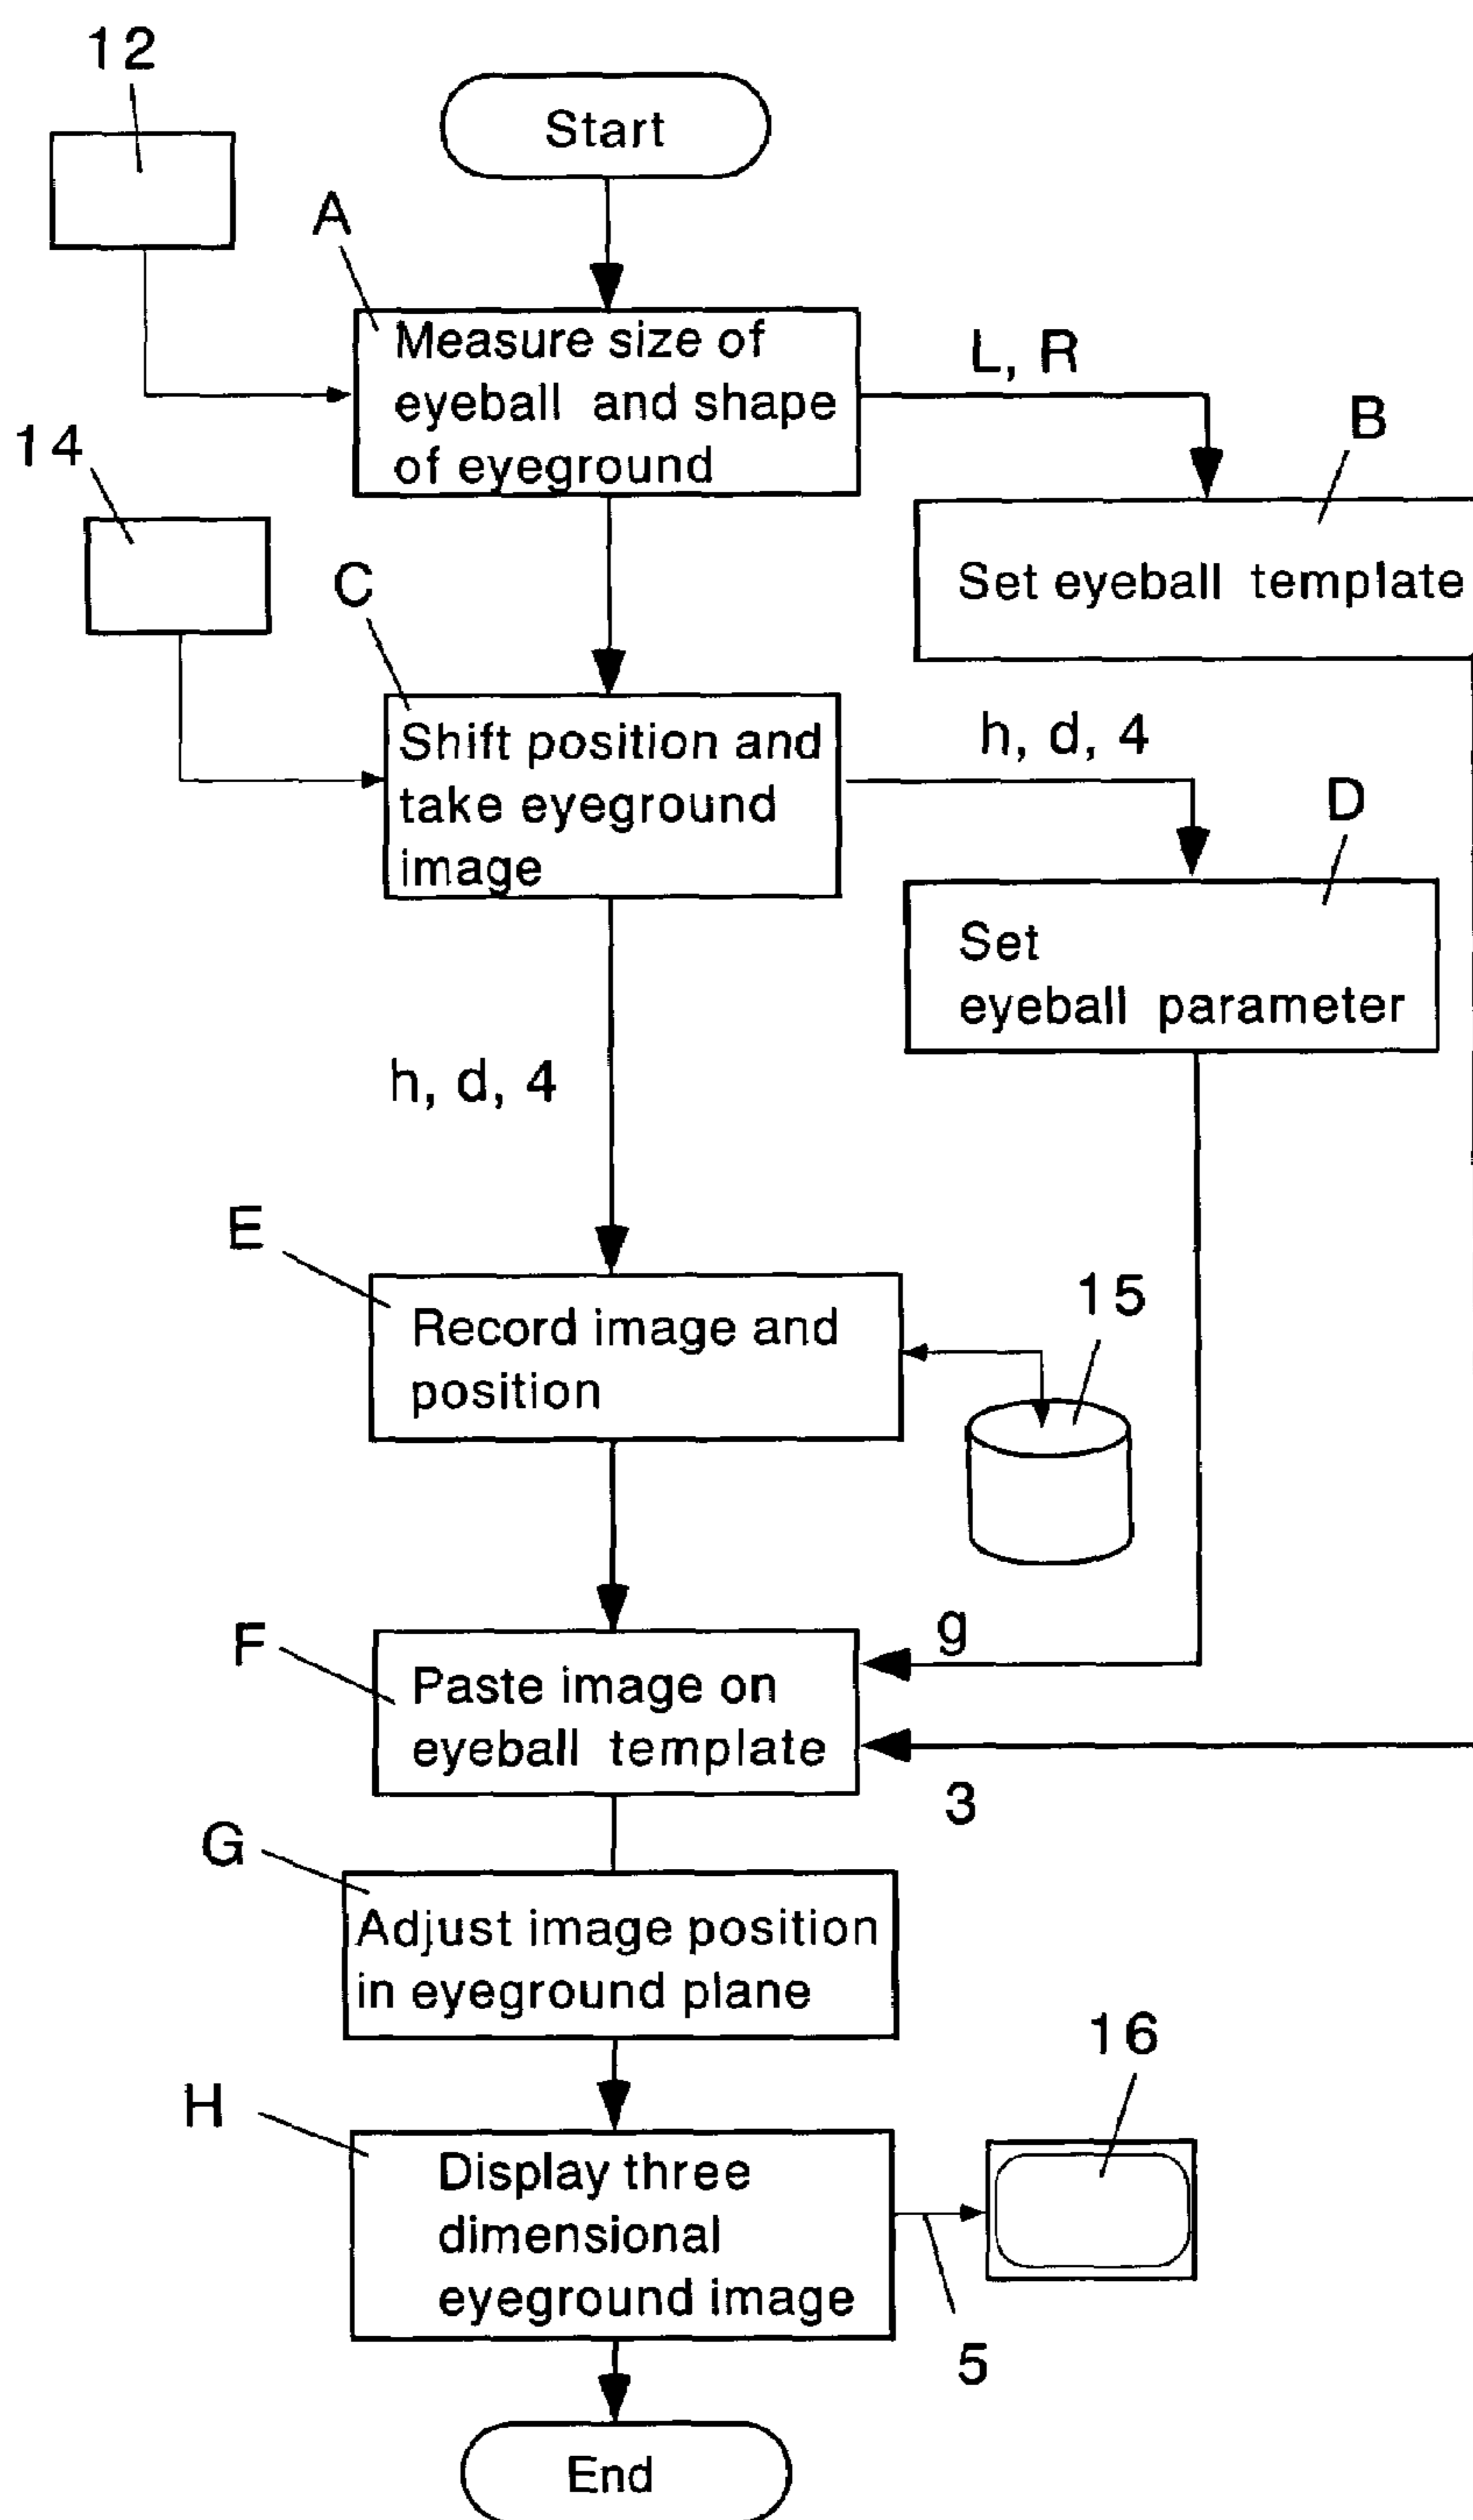 12
Start
A
Measure size of
eyeball and shape
of eyeground
L, R
B
14
Set eyeball template
C
Shift position and
take eyeground
image
h, d, 4
D
Set
eyeball parameter
h, d, 4
E
Record image and
position
15
F
g
Paste image on
eyeball template
3
G
Adjust image position
in eyeground plane
16
H
Display three
dimensional
eyeground image
5
End